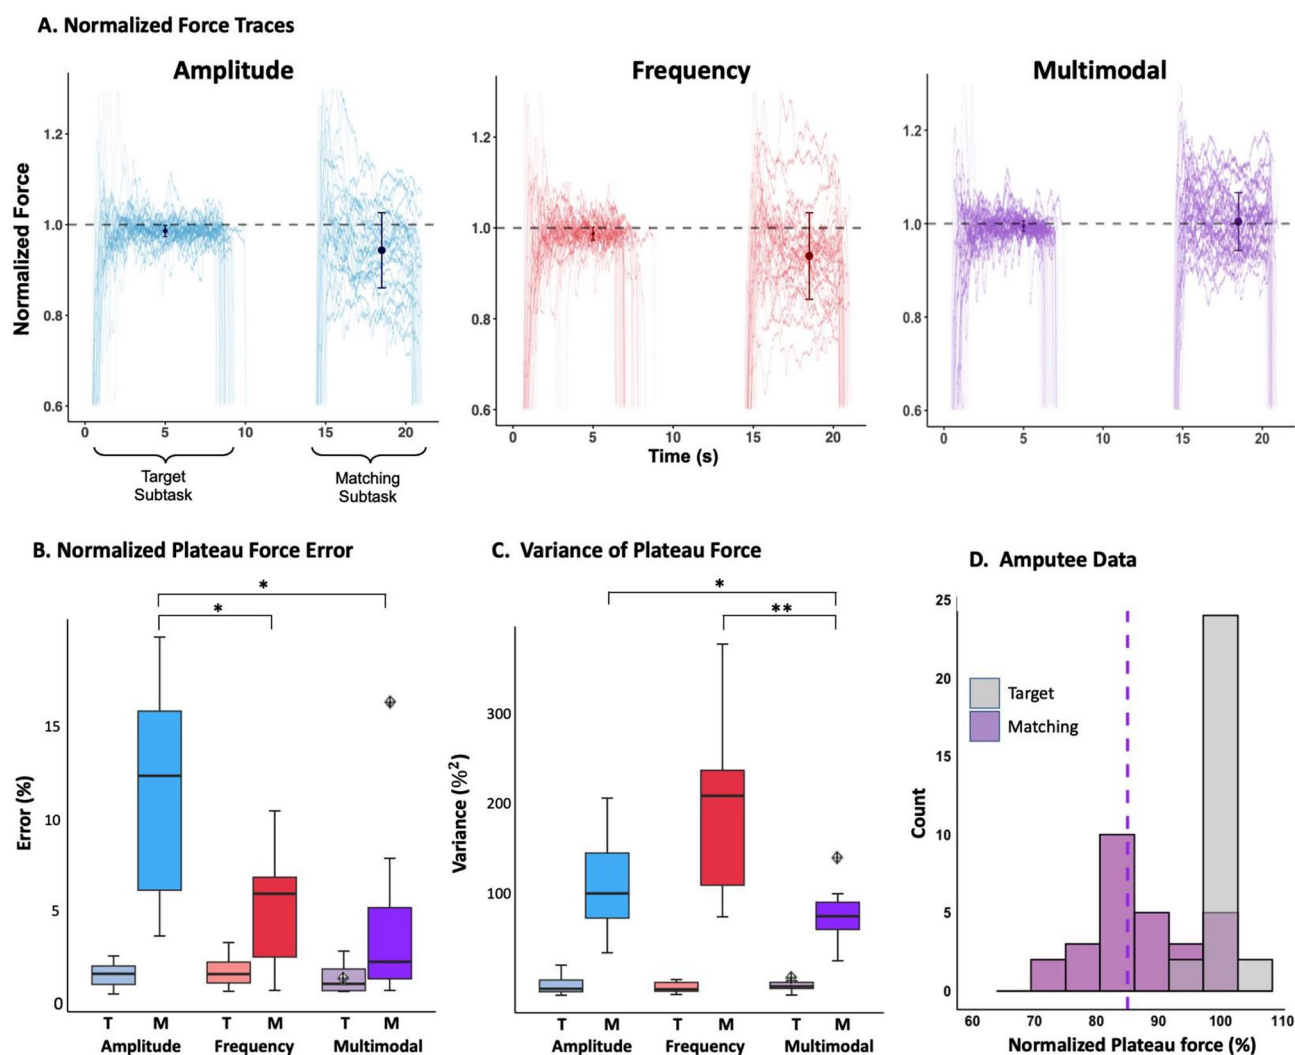 A. Normalized Force Traces
Amplitude
Frequency
Multimodal
Normalized Force
1.2
1.0
0.8
0.6
0 5 10 15 20
1.2
1.0
0.8
0.6
0 5 10 15 20
1.2
1.0
0.8
0.6
0 5 10 15 20
Time (s)
Target
Subtask
Matching
Subtask
B. Normalized Plateau Force Error
*
*
Error (%)
15
10
5
0
T M T M T M
Amplitude Frequency Multimodal
C. Variance of Plateau Force
*
**
Variance (%²)
300
200
100
T M T M T M
Amplitude Frequency Multimodal
D. Amputee Data
Count
25
20
15
10
5
0
Target
Matching
60 70 80 90 100 110
Normalized Plateau force (%)